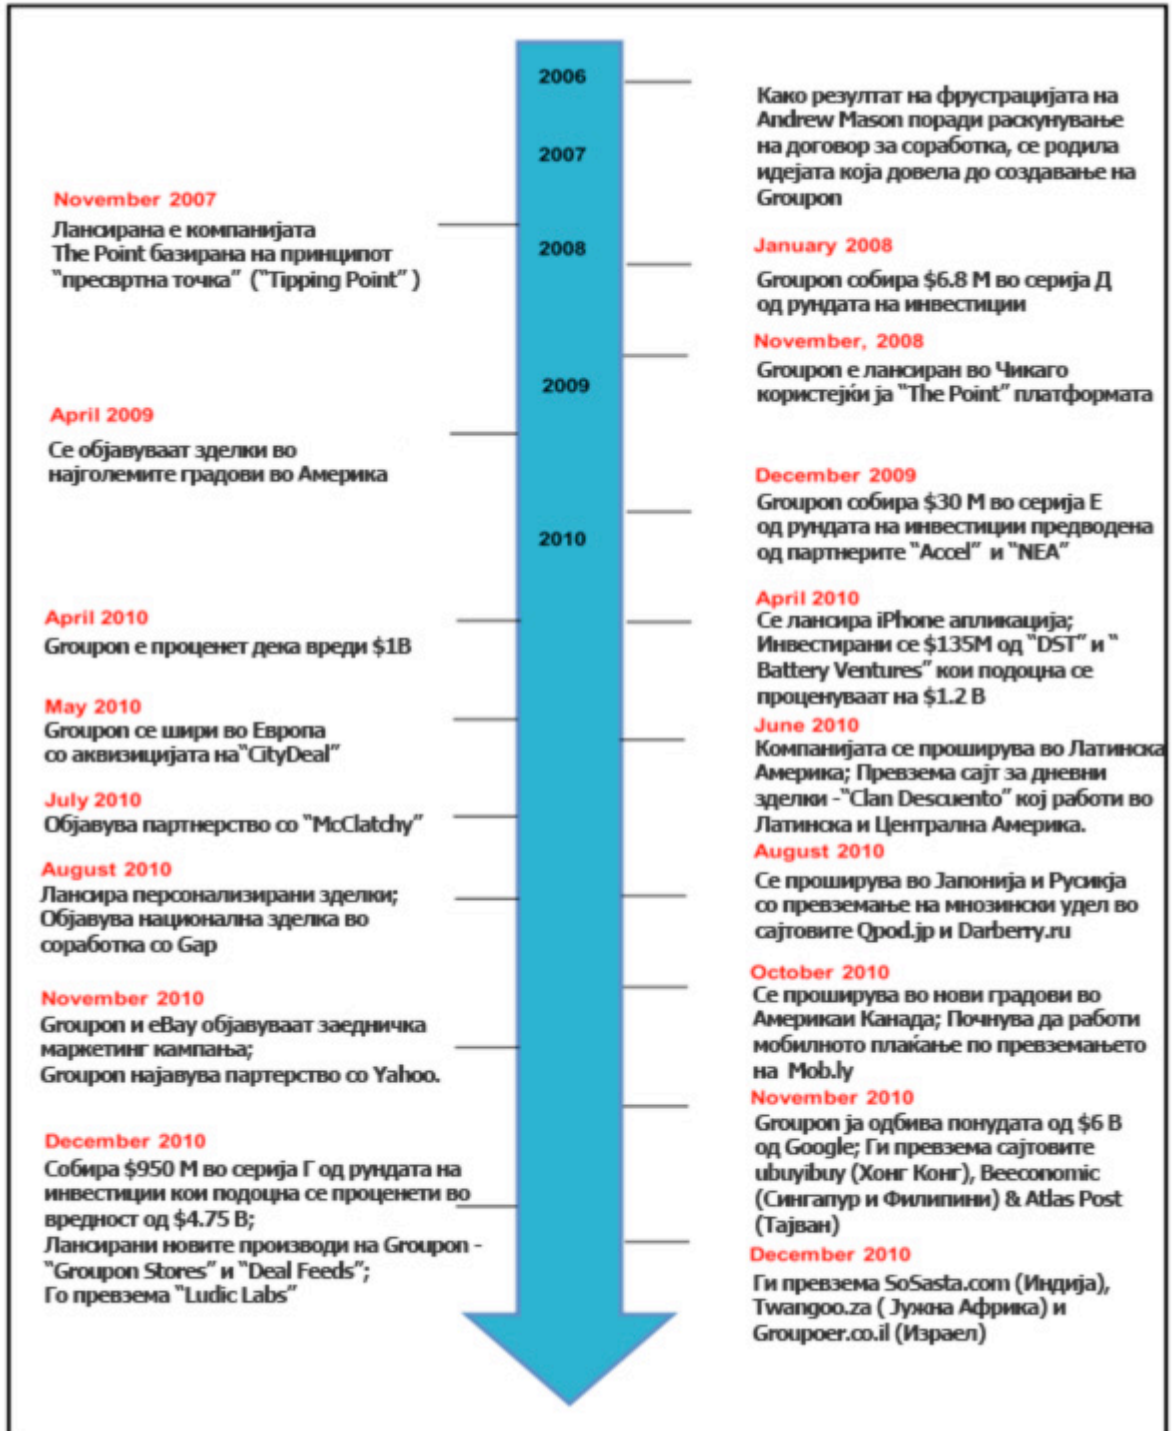 2006
Како резултат на фрустрацијата на
Andrew Mason поради раскунување
на договор за соработка, се родила
идејата која довела до создавање на
Groupon
2007
November 2007
Лансирана е компанијата
The Point базирана на принципот
“пресвртна точка” (“Tipping Point” )
2008
January 2008
Groupon собира $6.8 M во серија Д
од рундата на инвестиции
November, 2008
Groupon е лансиран во Чикаго
користејќи ја “The Point” платформата
2009
April 2009
Се објавуваат зделки во
најголемите градови во Америка
December 2009
Groupon собира $30 M во серија Е
од рундата на инвестиции предводена
од партнерите “Accel” и “NEA”
2010
April 2010
Groupon е проценет дека вреди $1B
April 2010
Се лансира iPhone апликација;
Инвестирани се $135M од “DST” и “
Battery Ventures” кои подоцна се
проценуваат на $1.2 B
May 2010
Groupon се шири во Европа
со аквизицијата на“CityDeal”
June 2010
Компанијата се проширува во Латинска
Америка; Превзема сајт за дневни
зделки -“Clan Descuento” кој работи во
Латинска и Централна Америка.
July 2010
Објавува партнерство со “McClatchy”
August 2010
Лансира персонализирани зделки;
Објавува национална зделка во
соработка со Gap
August 2010
Се проширува во Јапонија и Русикја
со превземање на мнозински удел во
сајтовите Qpod.jp и Darberry.ru
October 2010
Се проширува во нови градови во
Америкаи Канада; Почнува да работи
мобилното плаќање по превземањето
на Mob.ly
November 2010
Groupon и eBay објавуваат заедничка
маркетинг кампања;
Groupon најавува партерство со Yahoo.
November 2010
Groupon ја одбива понудата од $6 B
од Google; Ги превзема сајтовите
ubuyibuy (Хонг Конг), Beeconomic
(Сингапур и Филипини) & Atlas Post
(Тајван)
December 2010
Собира $950 M во серија Г од рундата на
инвестиции кои подоцна се проценети во
вредност од $4.75 B;
Лансирани новите производи на Groupon -
“Groupon Stores” и “Deal Feeds”;
Го превзема “Ludic Labs”
December 2010
Ги превзема SoSasta.com (Индија),
Twangoo.za ( Јужна Африка) и
Groupoer.co.il (Израел)